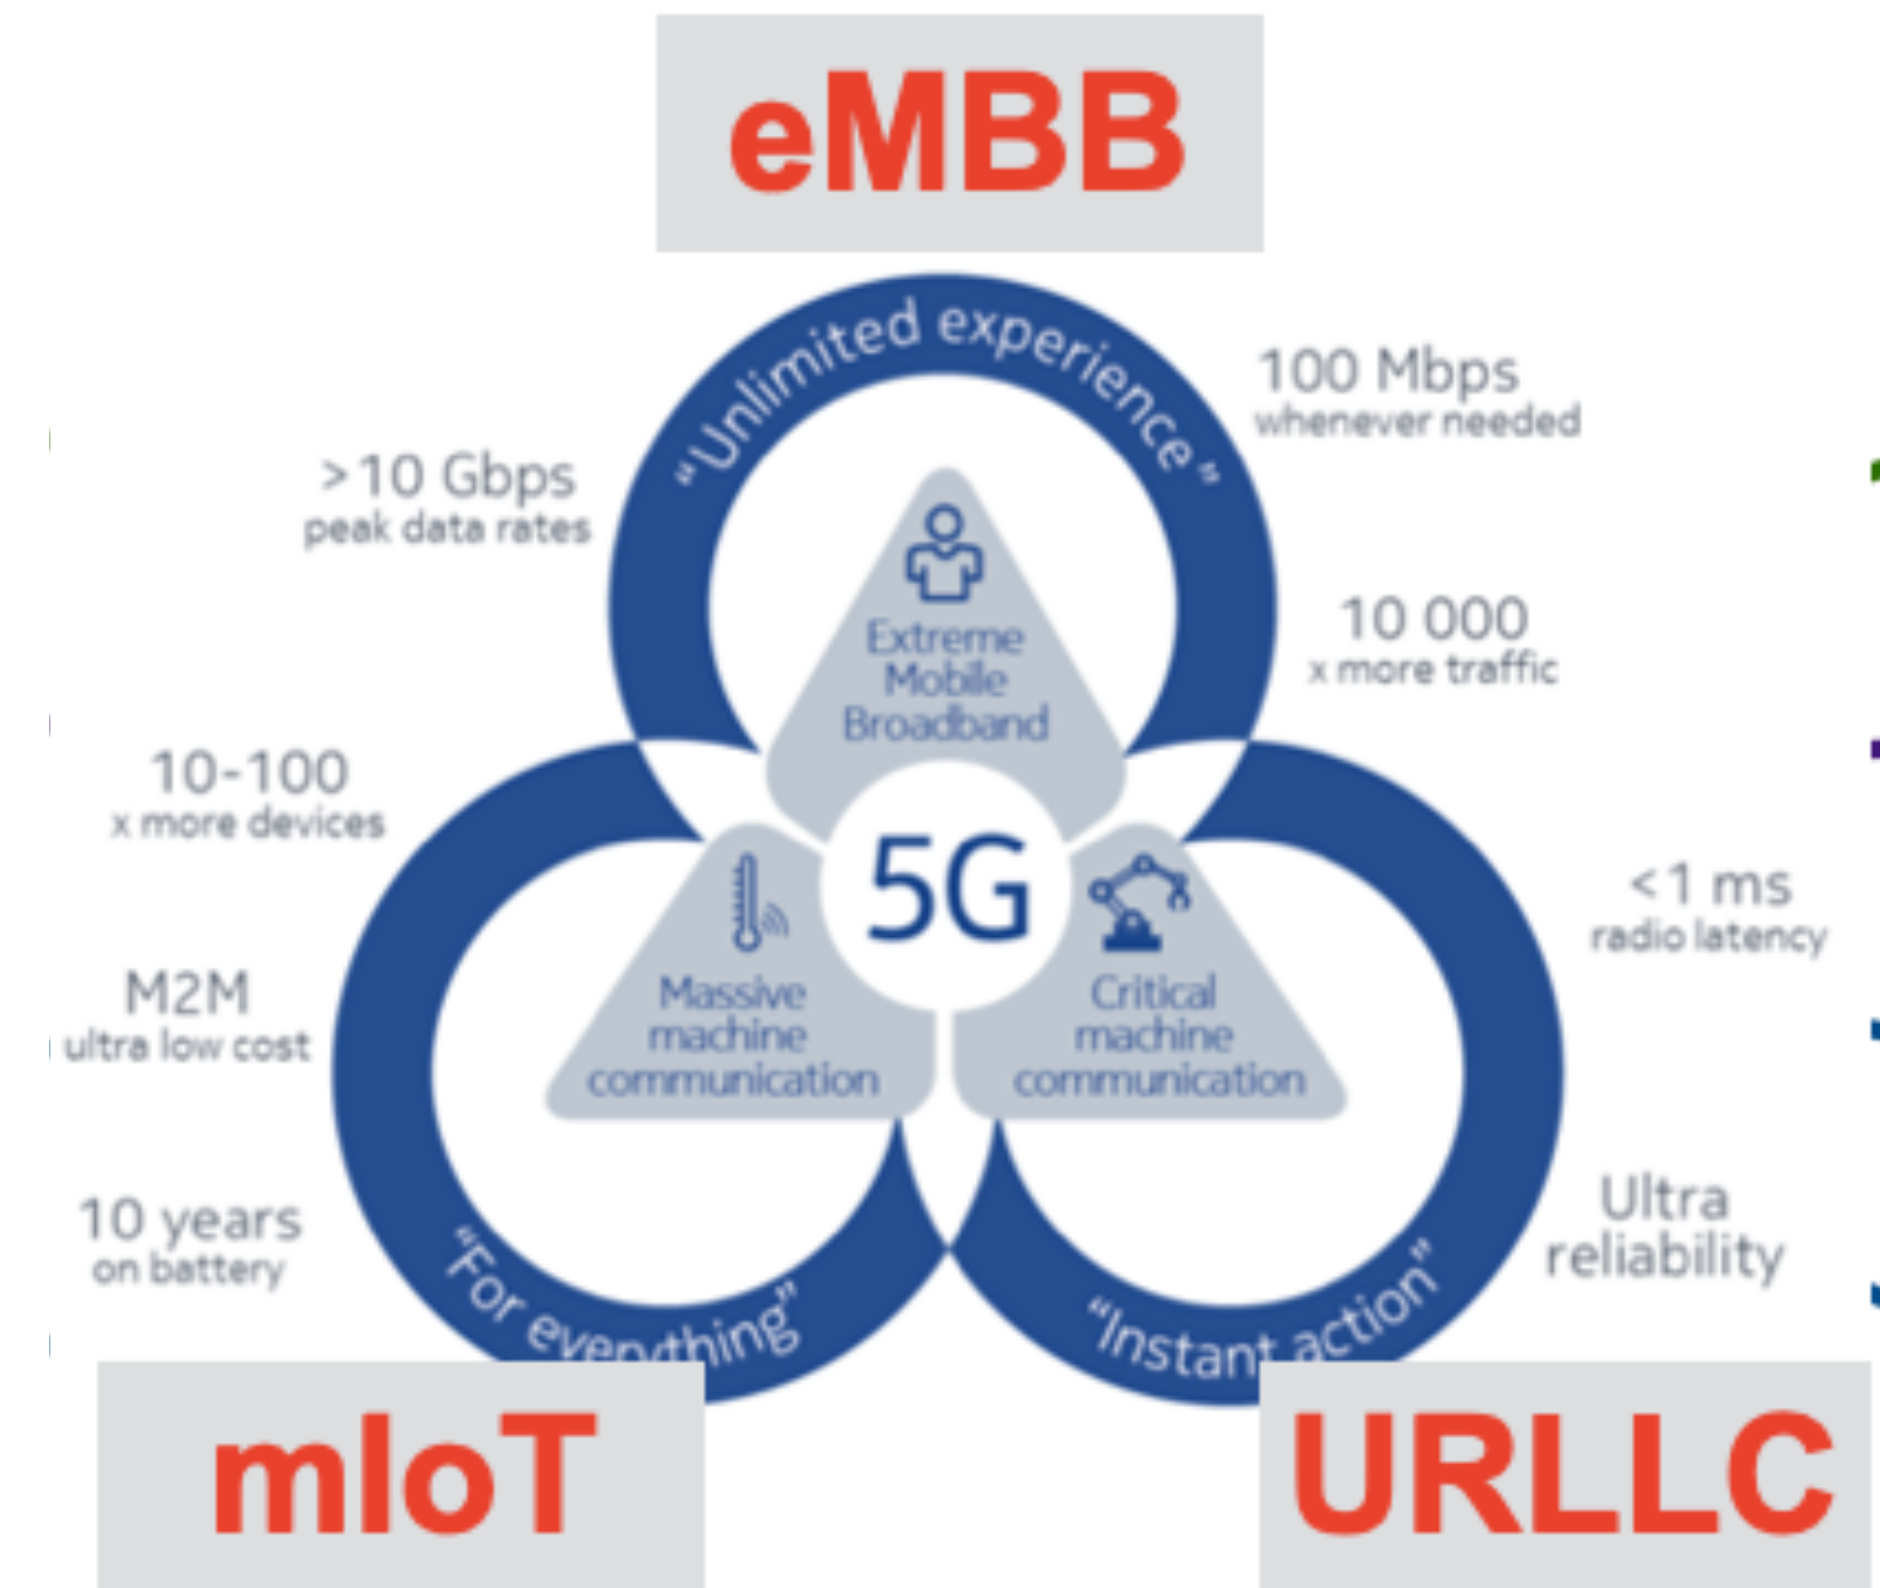 eMBB
“Unlimited experience”
100 Mbps
whenever needed
>10 Gbps
peak data rates
10 000
x more traffic
Extreme
Mobile
Broadband
10-100
x more devices
5G
<1 ms
radio latency
M2M
ultra low cost
Massive
machine
communication
Critical
machine
communication
10 years
on battery
Ultra
reliability
“For everything”
“Instant action”
mIoT
URLLC